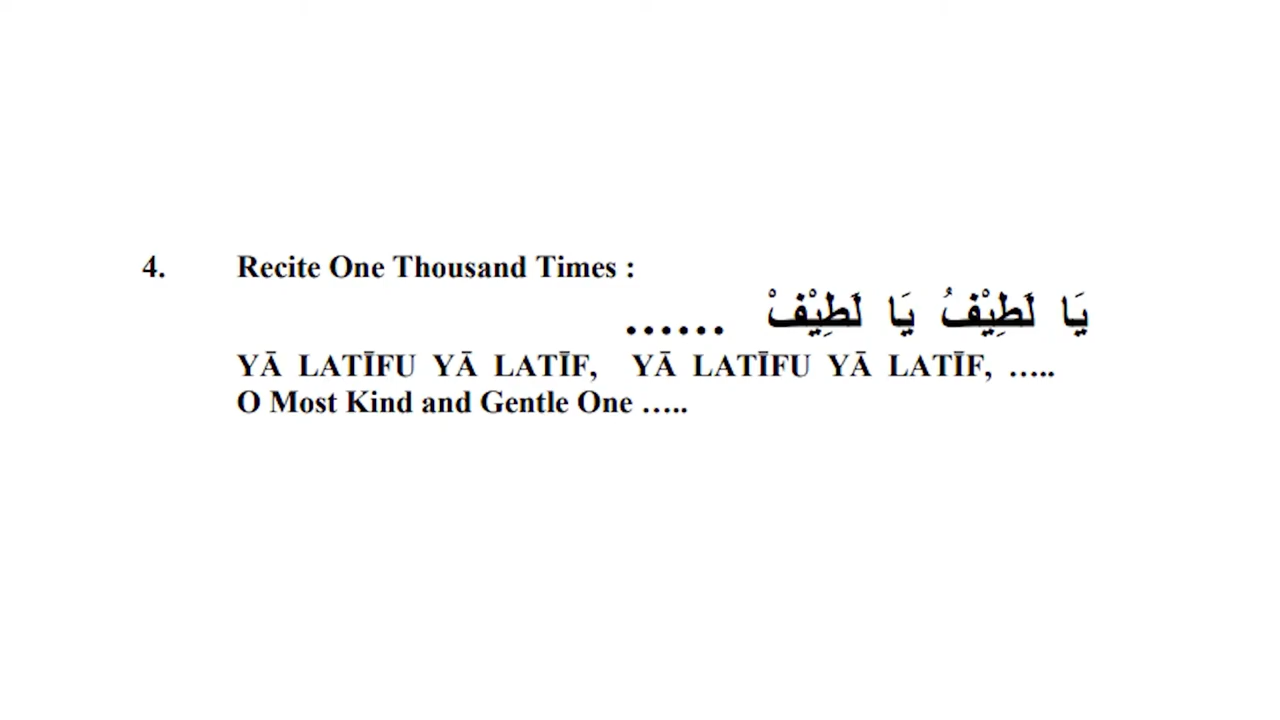 4. Recite One Thousand Times :
يَا لَطِيْفُ يَا لَطِيْفْ ......
YĀ LATĪFU YĀ LATĪF, YĀ LATĪFU YĀ LATĪF, …..
O Most Kind and Gentle One …..